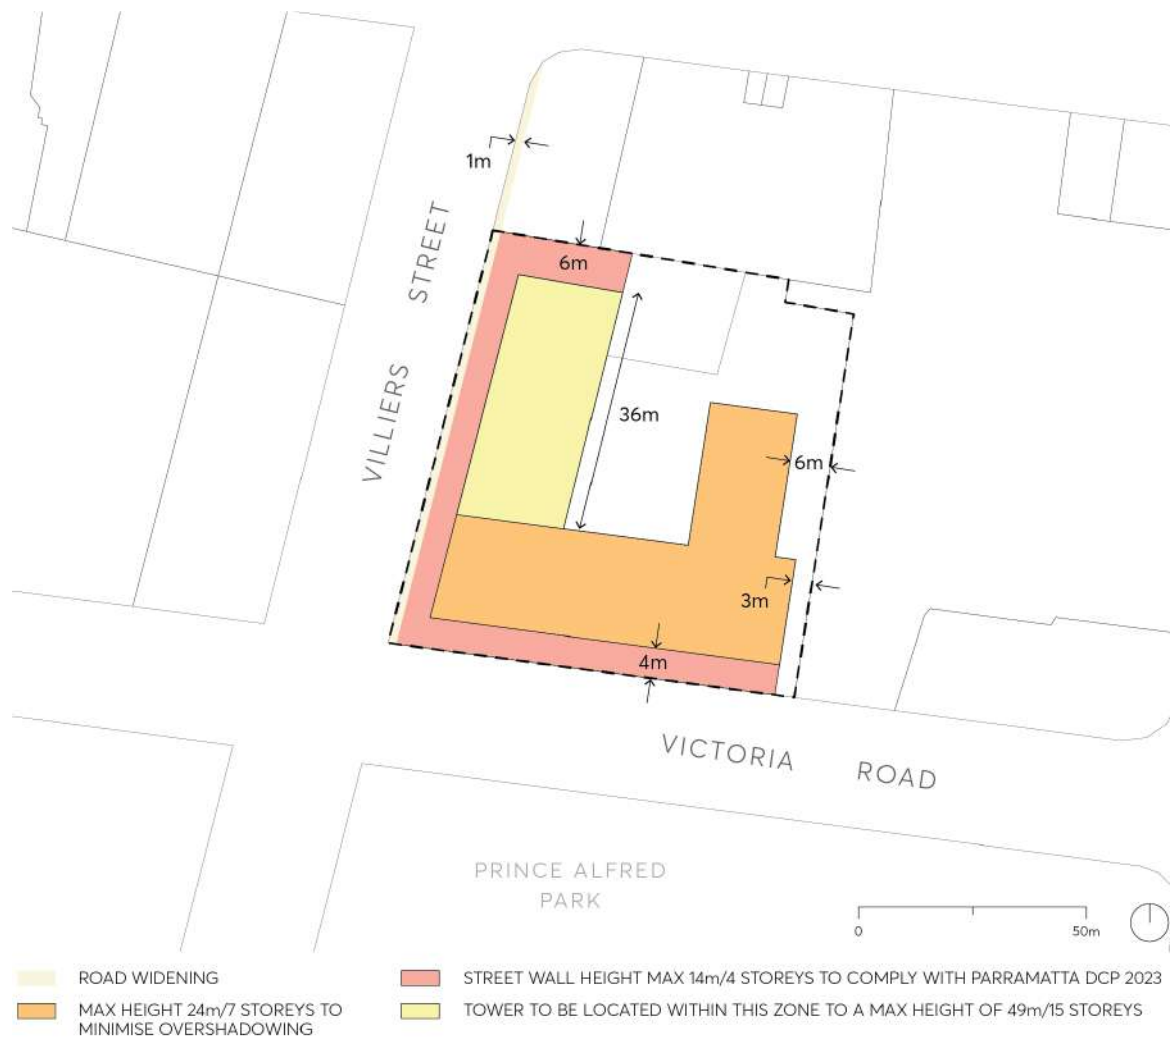 1m
6m
VILLIERS STREET
36m
6m
3m
4m
VICTORIA ROAD
PRINCE ALFRED
PARK
0
50m
ROAD WIDENING
MAX HEIGHT 24m/7 STOREYS TO
MINIMISE OVERSHADOWING
STREET WALL HEIGHT MAX 14m/4 STOREYS TO COMPLY WITH PARRAMATTA DCP 2023
TOWER TO BE LOCATED WITHIN THIS ZONE TO A MAX HEIGHT OF 49m/15 STOREYS